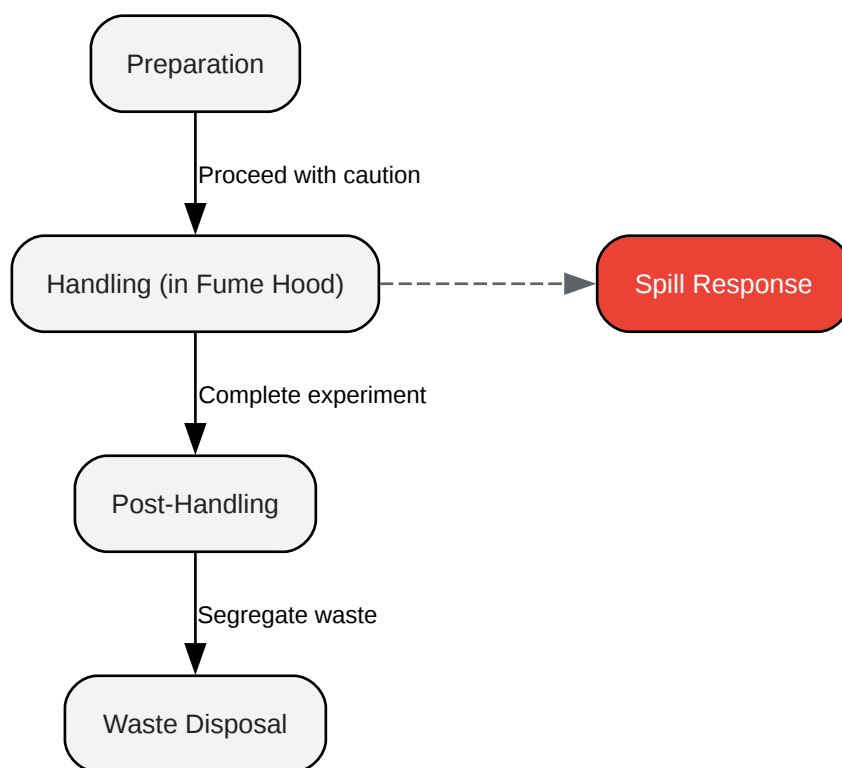 Preparation
Proceed with caution
Handling (in Fume Hood)
Spill Response
Complete experiment
Post-Handling
Segregate waste
Waste Disposal